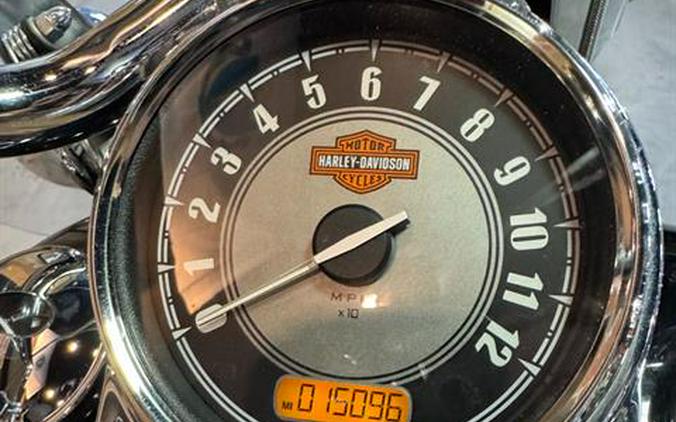 6
5 7
4 8
3 9
2 10
1 11
0 12
MOTOR
HARLEY-DAVIDSON
CYCLES
MPH
x10
MI 015096